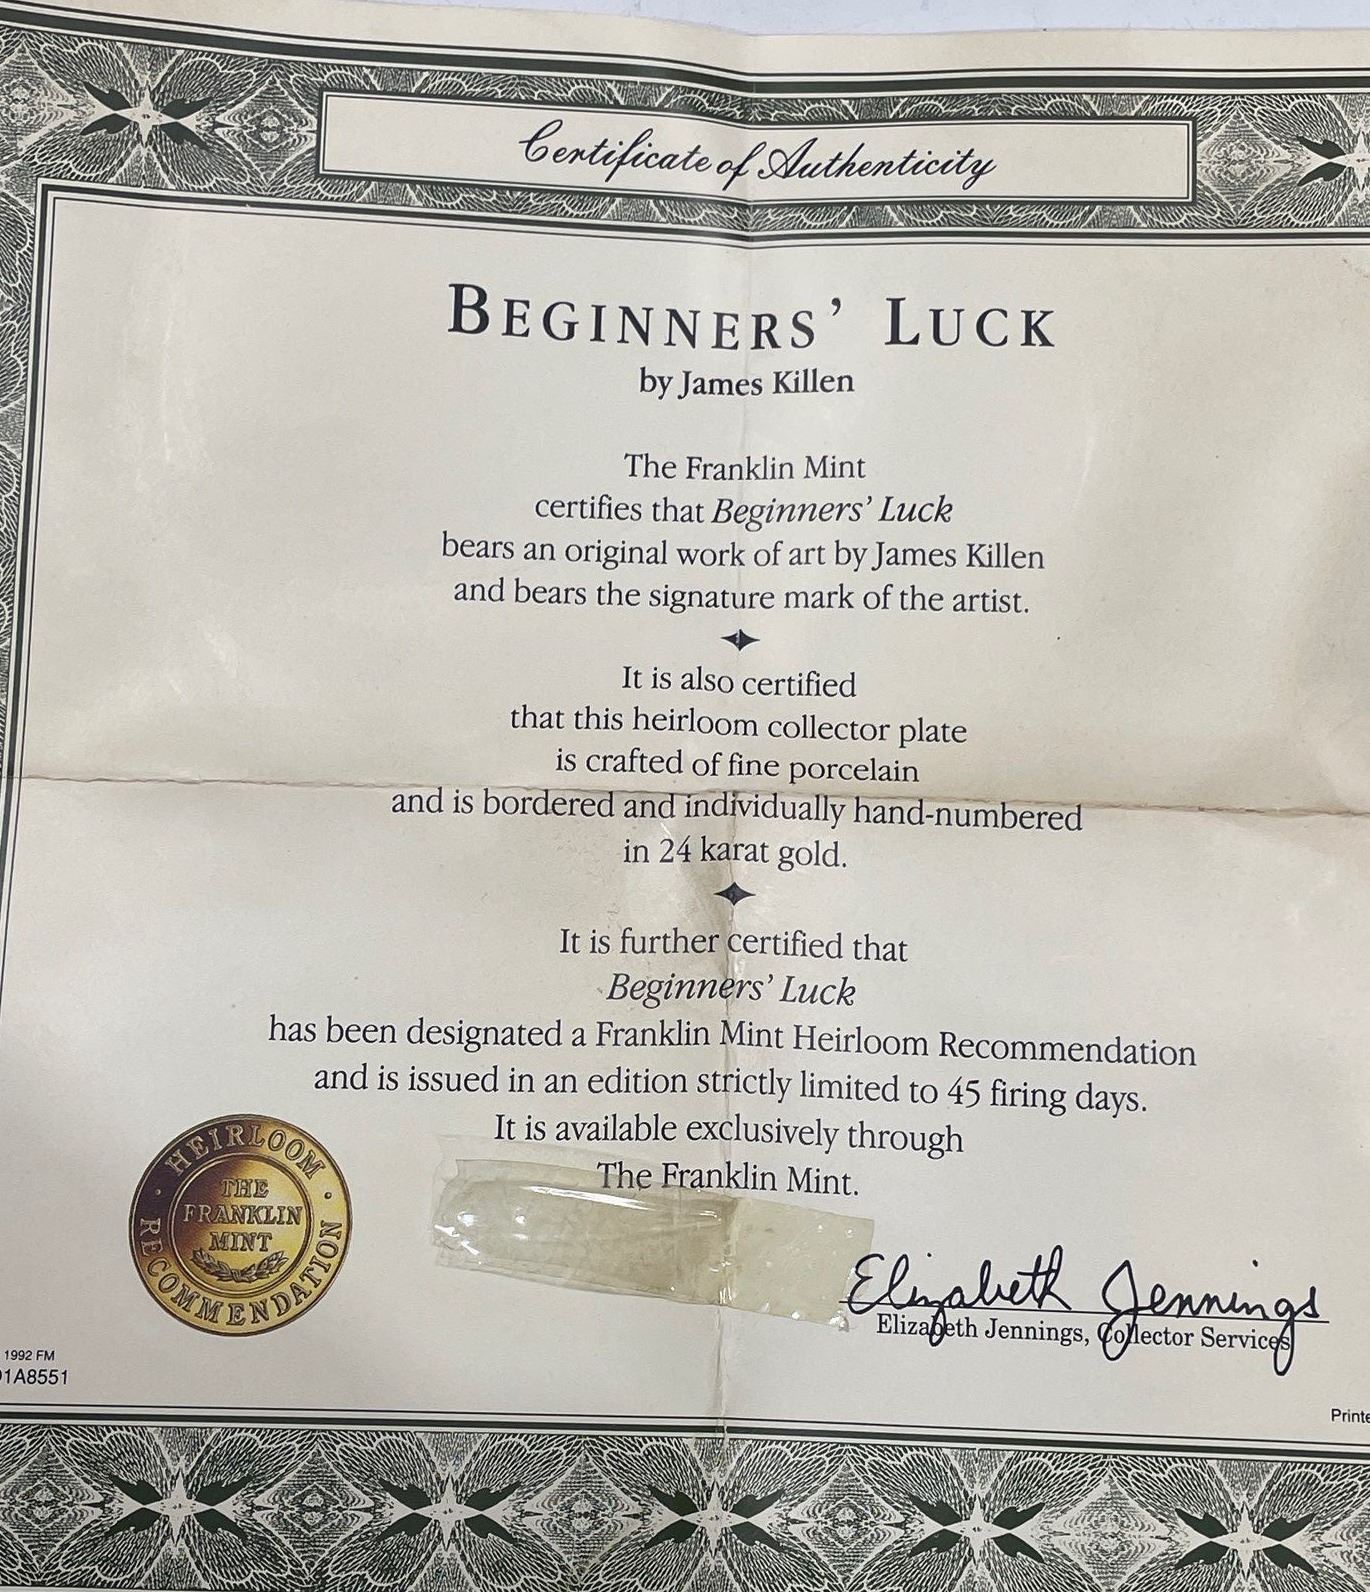 Certificate of Authenticity
BEGINNERS’ LUCK
by James Killen
The Franklin Mint
certifies that Beginners’ Luck
bears an original work of art by James Killen
and bears the signature mark of the artist.
It is also certified
that this heirloom collector plate
is crafted of fine porcelain
and is bordered and individually hand-numbered
in 24 karat gold.
It is further certified that
Beginners’ Luck
has been designated a Franklin Mint Heirloom Recommendation
and is issued in an edition strictly limited to 45 firing days.
It is available exclusively through
The Franklin Mint.
HEIRLOOM
THE
FRANKLIN
MINT
RECOMMENDATION
Elizabeth Jennings
Elizabeth Jennings, Collector Services
1992 FM
1A8551